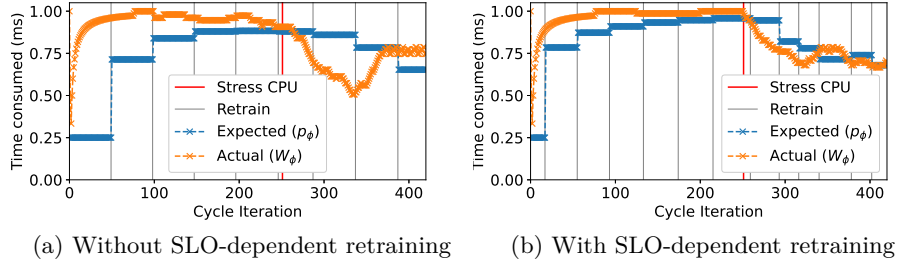 1.00
0.75
0.50
0.25
0.00
Time consumed (ms)
Stress CPU
Retrain
Expected (pϕ)
Actual (Wϕ)
0 100 200 300 400
Cycle Iteration
(a) Without SLO-dependent retraining
1.00
0.75
0.50
0.25
0.00
Time consumed (ms)
Stress CPU
Retrain
Expected (pϕ)
Actual (Wϕ)
0 100 200 300 400
Cycle Iteration
(b) With SLO-dependent retraining